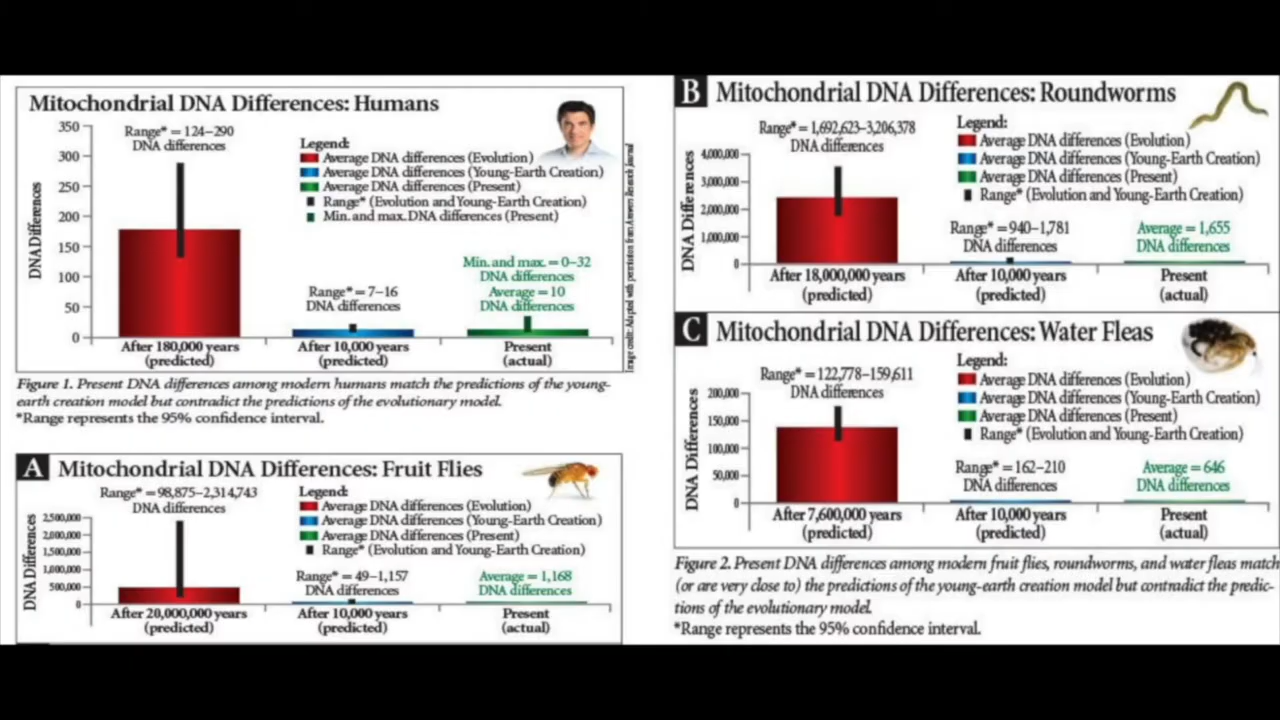 Mitochondrial DNA Differences: Humans
350
300
250
200
150
100
50
0
DNA Differences
Range* = 124–290
DNA differences
Legend:
Average DNA differences (Evolution)
Average DNA differences (Young-Earth Creation)
Average DNA differences (Present)
Range* (Evolution and Young-Earth Creation)
Min. and max. DNA differences (Present)
Range* = 7–16
DNA differences
Min. and max. = 0–32
DNA differences
Average = 10
DNA differences
After 180,000 years
(predicted)
After 10,000 years
(predicted)
Present
(actual)
Image credit: Adapted with permission from Answers Research Journal
Figure 1. Present DNA differences among modern humans match the predictions of the young-
earth creation model but contradict the predictions of the evolutionary model.
*Range represents the 95% confidence interval.
A Mitochondrial DNA Differences: Fruit Flies
Range* = 98,875–2,314,743
DNA differences
2,500,000
2,000,000
1,500,000
1,000,000
500,000
0
DNA Differences
Legend:
Average DNA differences (Evolution)
Average DNA differences (Young-Earth Creation)
Average DNA differences (Present)
Range* (Evolution and Young-Earth Creation)
Range* = 49–1,157
DNA differences
Average = 1,168
DNA differences
After 20,000,000 years
(predicted)
After 10,000 years
(predicted)
Present
(actual)
B Mitochondrial DNA Differences: Roundworms
Range* = 1,692,623–3,206,378
DNA differences
4,000,000
3,000,000
2,000,000
1,000,000
0
DNA Differences
Legend:
Average DNA differences (Evolution)
Average DNA differences (Young-Earth Creation)
Average DNA differences (Present)
Range* (Evolution and Young-Earth Creation)
Range* = 940–1,781
DNA differences
Average = 1,655
DNA differences
After 18,000,000 years
(predicted)
After 10,000 years
(predicted)
Present
(actual)
C Mitochondrial DNA Differences: Water Fleas
Range* = 122,778–159,611
DNA differences
200,000
150,000
100,000
50,000
0
DNA Differences
Legend:
Average DNA differences (Evolution)
Average DNA differences (Young-Earth Creation)
Average DNA differences (Present)
Range* (Evolution and Young-Earth Creation)
Range* = 162–210
DNA differences
Average = 646
DNA differences
After 7,600,000 years
(predicted)
After 10,000 years
(predicted)
Present
(actual)
Figure 2. Present DNA differences among modern fruit flies, roundworms, and water fleas match
(or are very close to) the predictions of the young-earth creation model but contradict the predic-
tions of the evolutionary model.
*Range represents the 95% confidence interval.